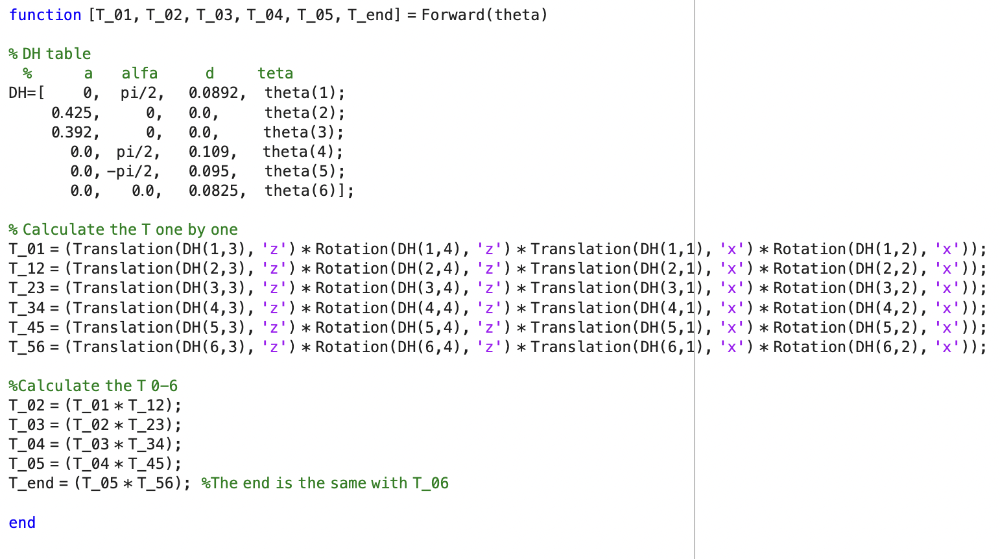 function [T_01, T_02, T_03, T_04, T_05, T_end] = Forward(theta)
% DH table
% a alfa d teta
DH=[ 0, pi/2, 0.0892, theta(1);
0.425, 0, 0.0, theta(2);
0.392, 0, 0.0, theta(3);
0.0, pi/2, 0.109, theta(4);
0.0, -pi/2, 0.095, theta(5);
0.0, 0.0, 0.0825, theta(6)];
% Calculate the T one by one
T_01 = (Translation(DH(1,3), 'z') * Rotation(DH(1,4), 'z') * Translation(DH(1,1), 'x') * Rotation(DH(1,2), 'x'));
T_12 = (Translation(DH(2,3), 'z') * Rotation(DH(2,4), 'z') * Translation(DH(2,1), 'x') * Rotation(DH(2,2), 'x'));
T_23 = (Translation(DH(3,3), 'z') * Rotation(DH(3,4), 'z') * Translation(DH(3,1), 'x') * Rotation(DH(3,2), 'x'));
T_34 = (Translation(DH(4,3), 'z') * Rotation(DH(4,4), 'z') * Translation(DH(4,1), 'x') * Rotation(DH(4,2), 'x'));
T_45 = (Translation(DH(5,3), 'z') * Rotation(DH(5,4), 'z') * Translation(DH(5,1), 'x') * Rotation(DH(5,2), 'x'));
T_56 = (Translation(DH(6,3), 'z') * Rotation(DH(6,4), 'z') * Translation(DH(6,1), 'x') * Rotation(DH(6,2), 'x'));
%Calculate the T 0-6
T_02 = (T_01 * T_12);
T_03 = (T_02 * T_23);
T_04 = (T_03 * T_34);
T_05 = (T_04 * T_45);
T_end = (T_05 * T_56); %The end is the same with T_06
end